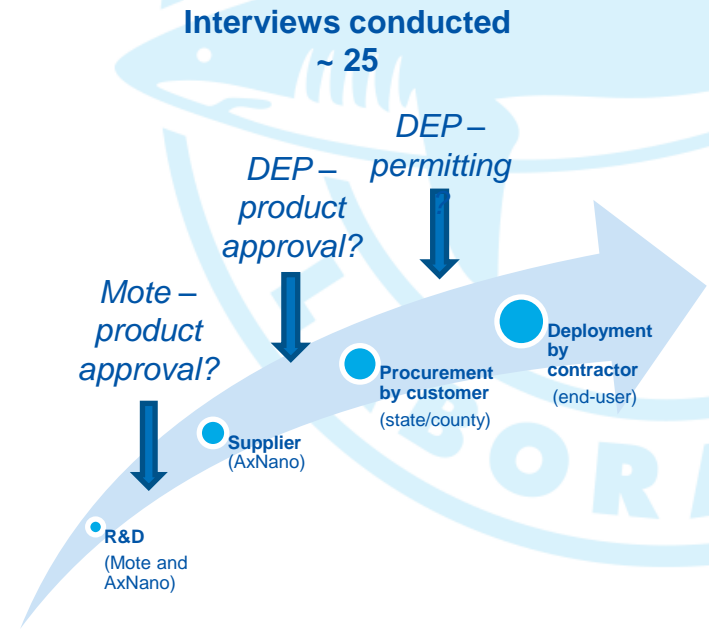 Interviews conducted
~ 25
DEP –
permitting
?
DEP –
product
approval?
Mote –
product
approval?
Deployment
by
contractor
(end-user)
Procurement
by customer
(state/county)
Supplier
(AxNano)
R&D
(Mote and
AxNano)